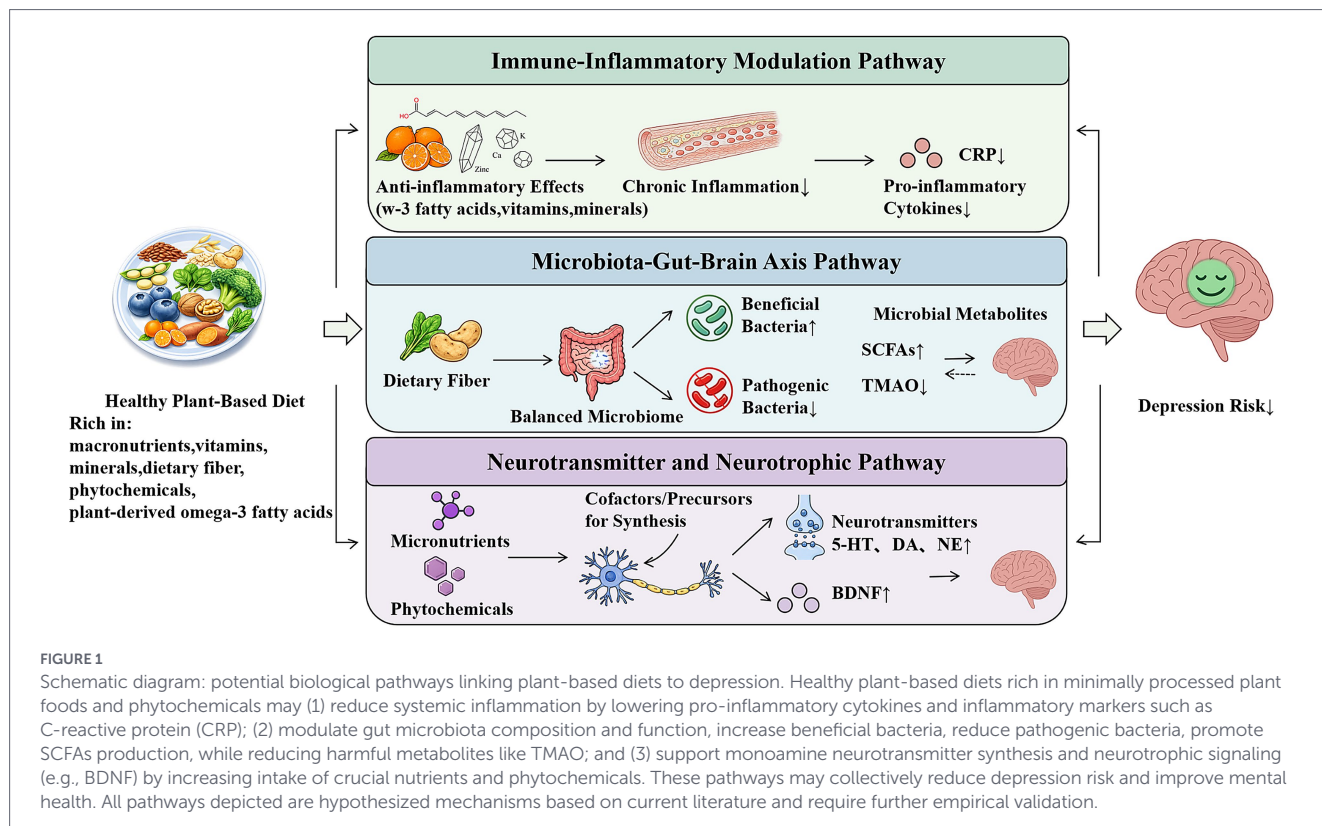 Immune-Inflammatory Modulation Pathway
HO
O
Zinc
K
Ca
Anti-inflammatory Effects
(w-3 fatty acids,vitamins,minerals)
Chronic Inflammation↓
CRP↓
Pro-inflammatory
Cytokines↓
Healthy Plant-Based Diet
Rich in:
macronutrients,vitamins,
minerals,dietary fiber,
phytochemicals,
plant-derived omega-3 fatty acids
Microbiota-Gut-Brain Axis Pathway
Dietary Fiber
Balanced Microbiome
Beneficial
Bacteria↑
Pathogenic
Bacteria↓
Microbial Metabolites
SCFAs↑
TMAO↓
Neurotransmitter and Neurotrophic Pathway
Micronutrients
Phytochemicals
Cofactors/Precursors
for Synthesis
Neurotransmitters
5-HT、DA、NE↑
BDNF↑
Depression Risk↓
FIGURE 1
Schematic diagram: potential biological pathways linking plant-based diets to depression. Healthy plant-based diets rich in minimally processed plant
foods and phytochemicals may (1) reduce systemic inflammation by lowering pro-inflammatory cytokines and inflammatory markers such as
C-reactive protein (CRP); (2) modulate gut microbiota composition and function, increase beneficial bacteria, reduce pathogenic bacteria, promote
SCFAs production, while reducing harmful metabolites like TMAO; and (3) support monoamine neurotransmitter synthesis and neurotrophic signaling
(e.g., BDNF) by increasing intake of crucial nutrients and phytochemicals. These pathways may collectively reduce depression risk and improve mental
health. All pathways depicted are hypothesized mechanisms based on current literature and require further empirical validation.